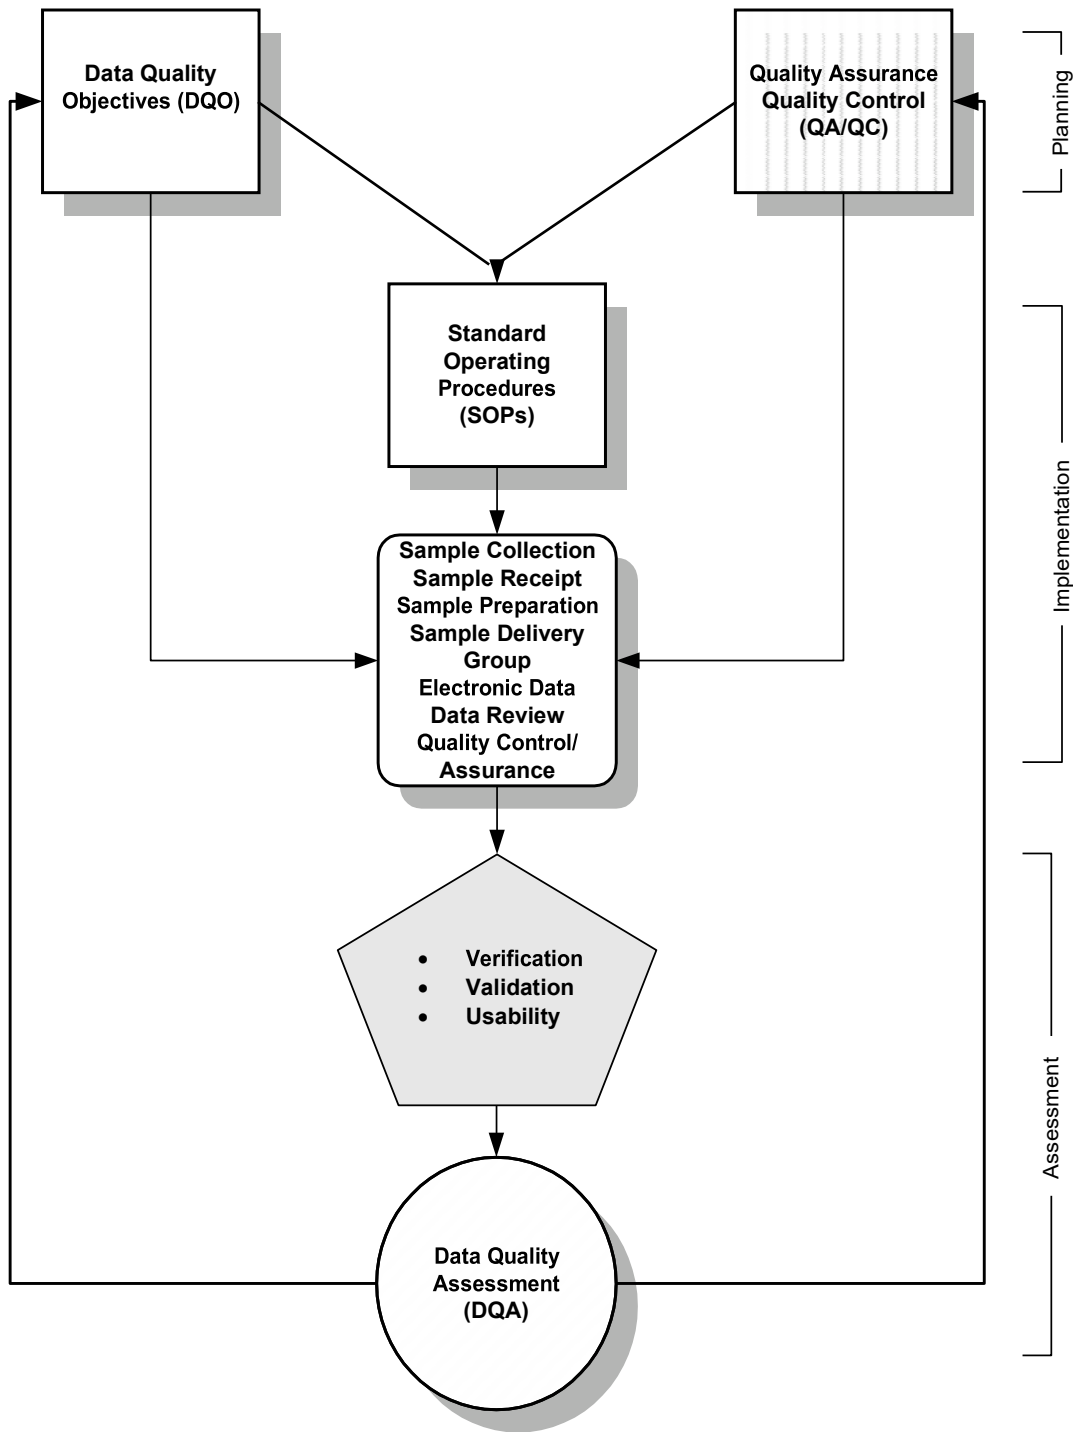 Data Quality
Objectives (DQO)
Quality Assurance
Quality Control
(QA/QC)
Planning
Standard
Operating
Procedures
(SOPs)
Implementation
Sample Collection
Sample Receipt
Sample Preparation
Sample Delivery
Group
Electronic Data
Data Review
Quality Control/
Assurance
• Verification
• Validation
• Usability
Assessment
Data Quality
Assessment
(DQA)